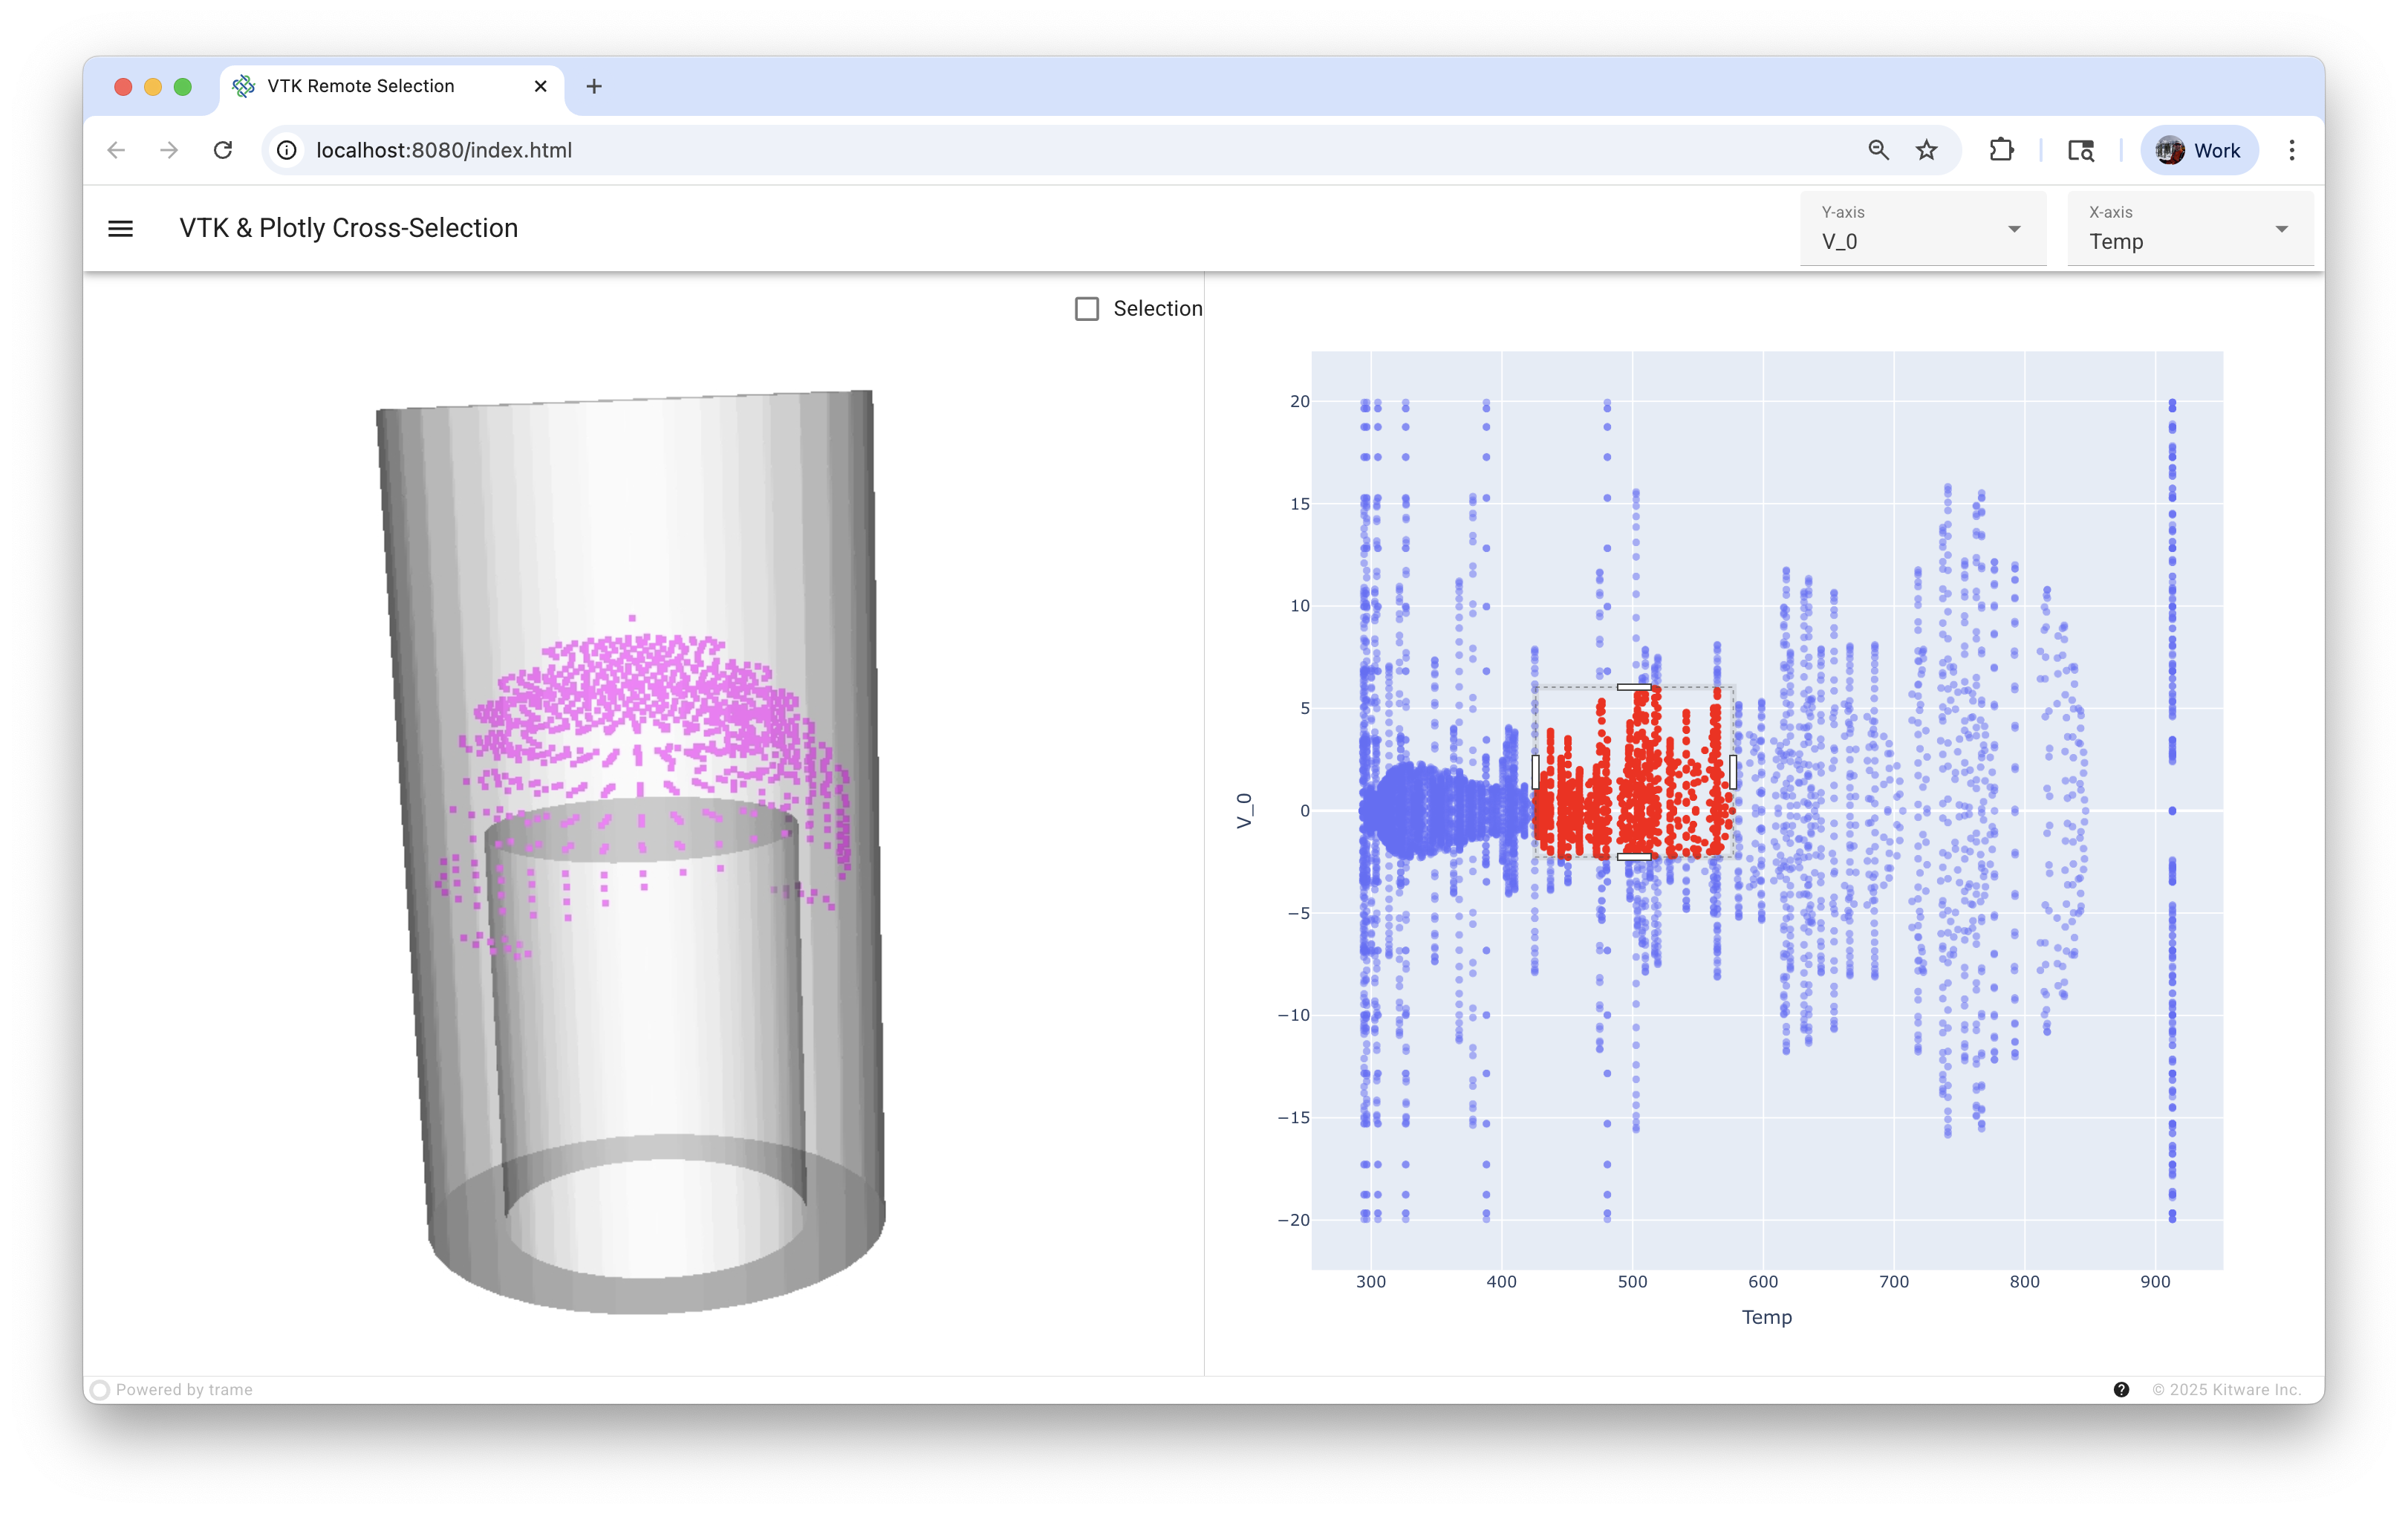 VTK Remote Selection
localhost:8080/index.html
Work
VTK & Plotly Cross-Selection
Y-axis
V_0
X-axis
Temp
Selection
20
15
10
5
0
−5
−10
−15
−20
V_0
300 400 500 600 700 800 900
Temp
Powered by trame
© 2025 Kitware Inc.